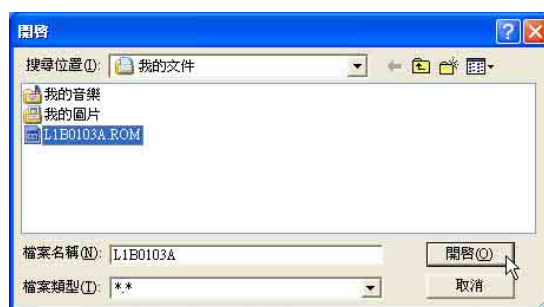 開啓
搜尋位置(I): 我的文件
我的音樂
我的圖片
L1B0103A.ROM
檔案名稱(N): L1B0103A 開啓(O)
檔案類型(T): *.* 取消